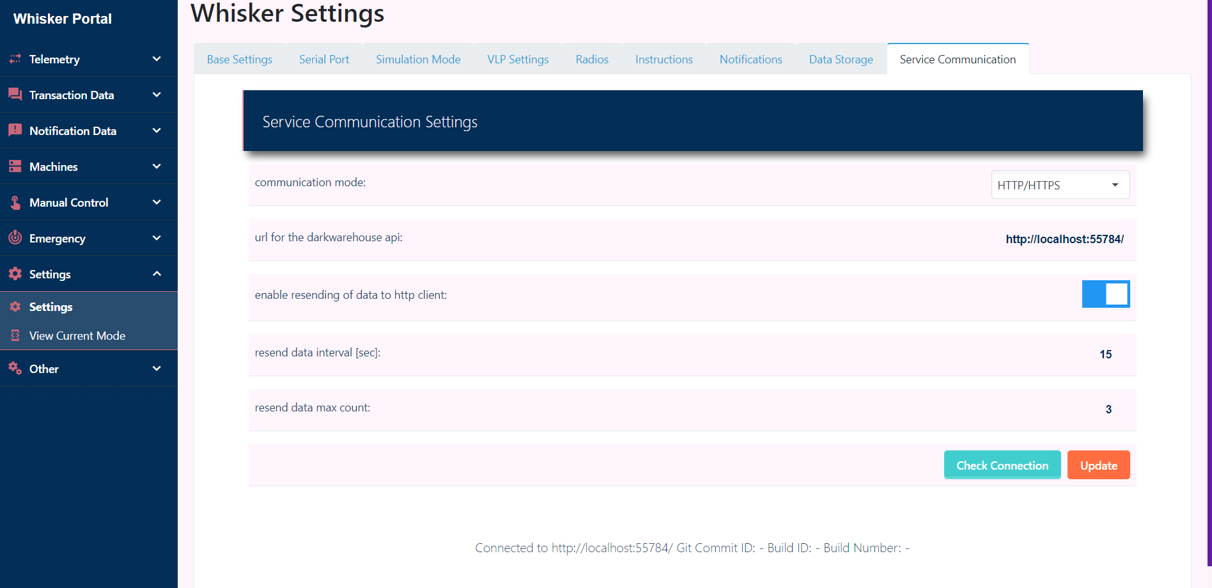 Whisker Portal
Telemetry
Transaction Data
Notification Data
Machines
Manual Control
Emergency
Settings
Settings
View Current Mode
Other
Whisker Settings
Base Settings Serial Port Simulation Mode VLP Settings Radios Instructions Notifications Data Storage Service Communication
Service Communication Settings
communication mode: HTTP/HTTPS
url for the darkwarehouse api: http://localhost:55784/
enable resending of data to http client:
resend data interval [sec]: 15
resend data max count: 3
Check Connection Update
Connected to http://localhost:55784/ Git Commit ID: - Build ID: - Build Number: -